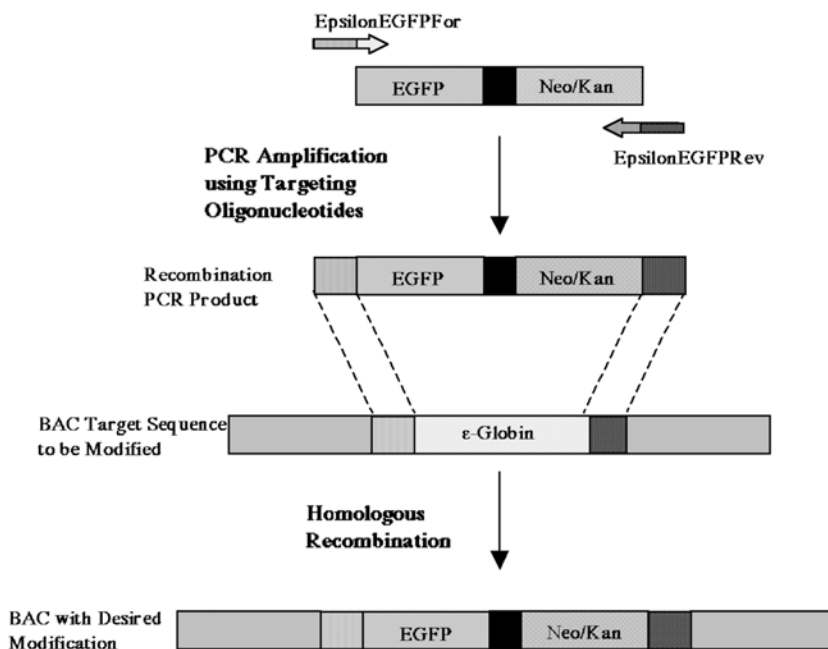 EpsilonEGFPFor
EGFP
Neo/Kan
EpsilonEGFPRev
PCR Amplification
using Targeting
Oligonucleotides
Recombination
PCR Product
EGFP
Neo/Kan
BAC Target Sequence
to be Modified
ε-Globin
Homologous
Recombination
BAC with Desired
Modification
EGFP
Neo/Kan